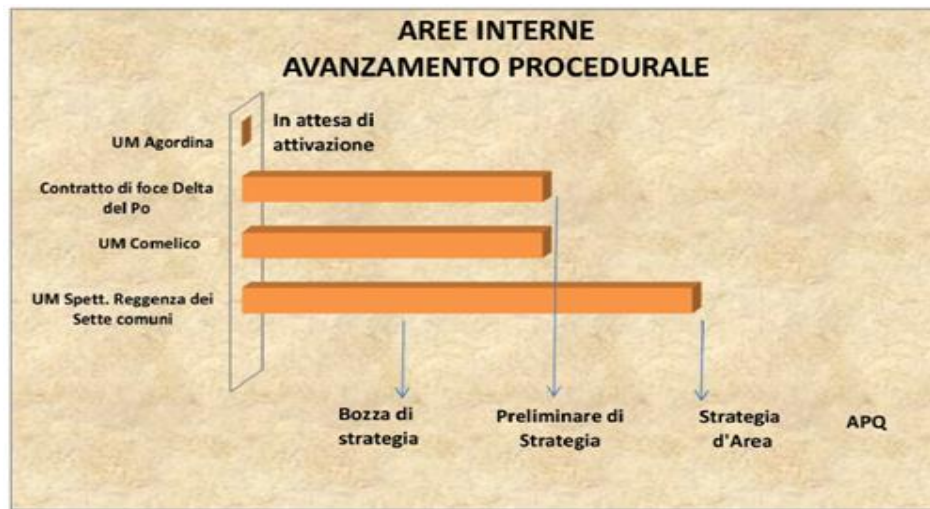 AREE INTERNE
AVANZAMENTO PROCEDURALE
In attesa di
attivazione
UM Agordina
Contratto di foce Delta
del Po
UM Comelico
UM Spett. Reggenza dei
Sette comuni
Bozza di
strategia
Preliminare di
Strategia
Strategia
d'Area
APQ